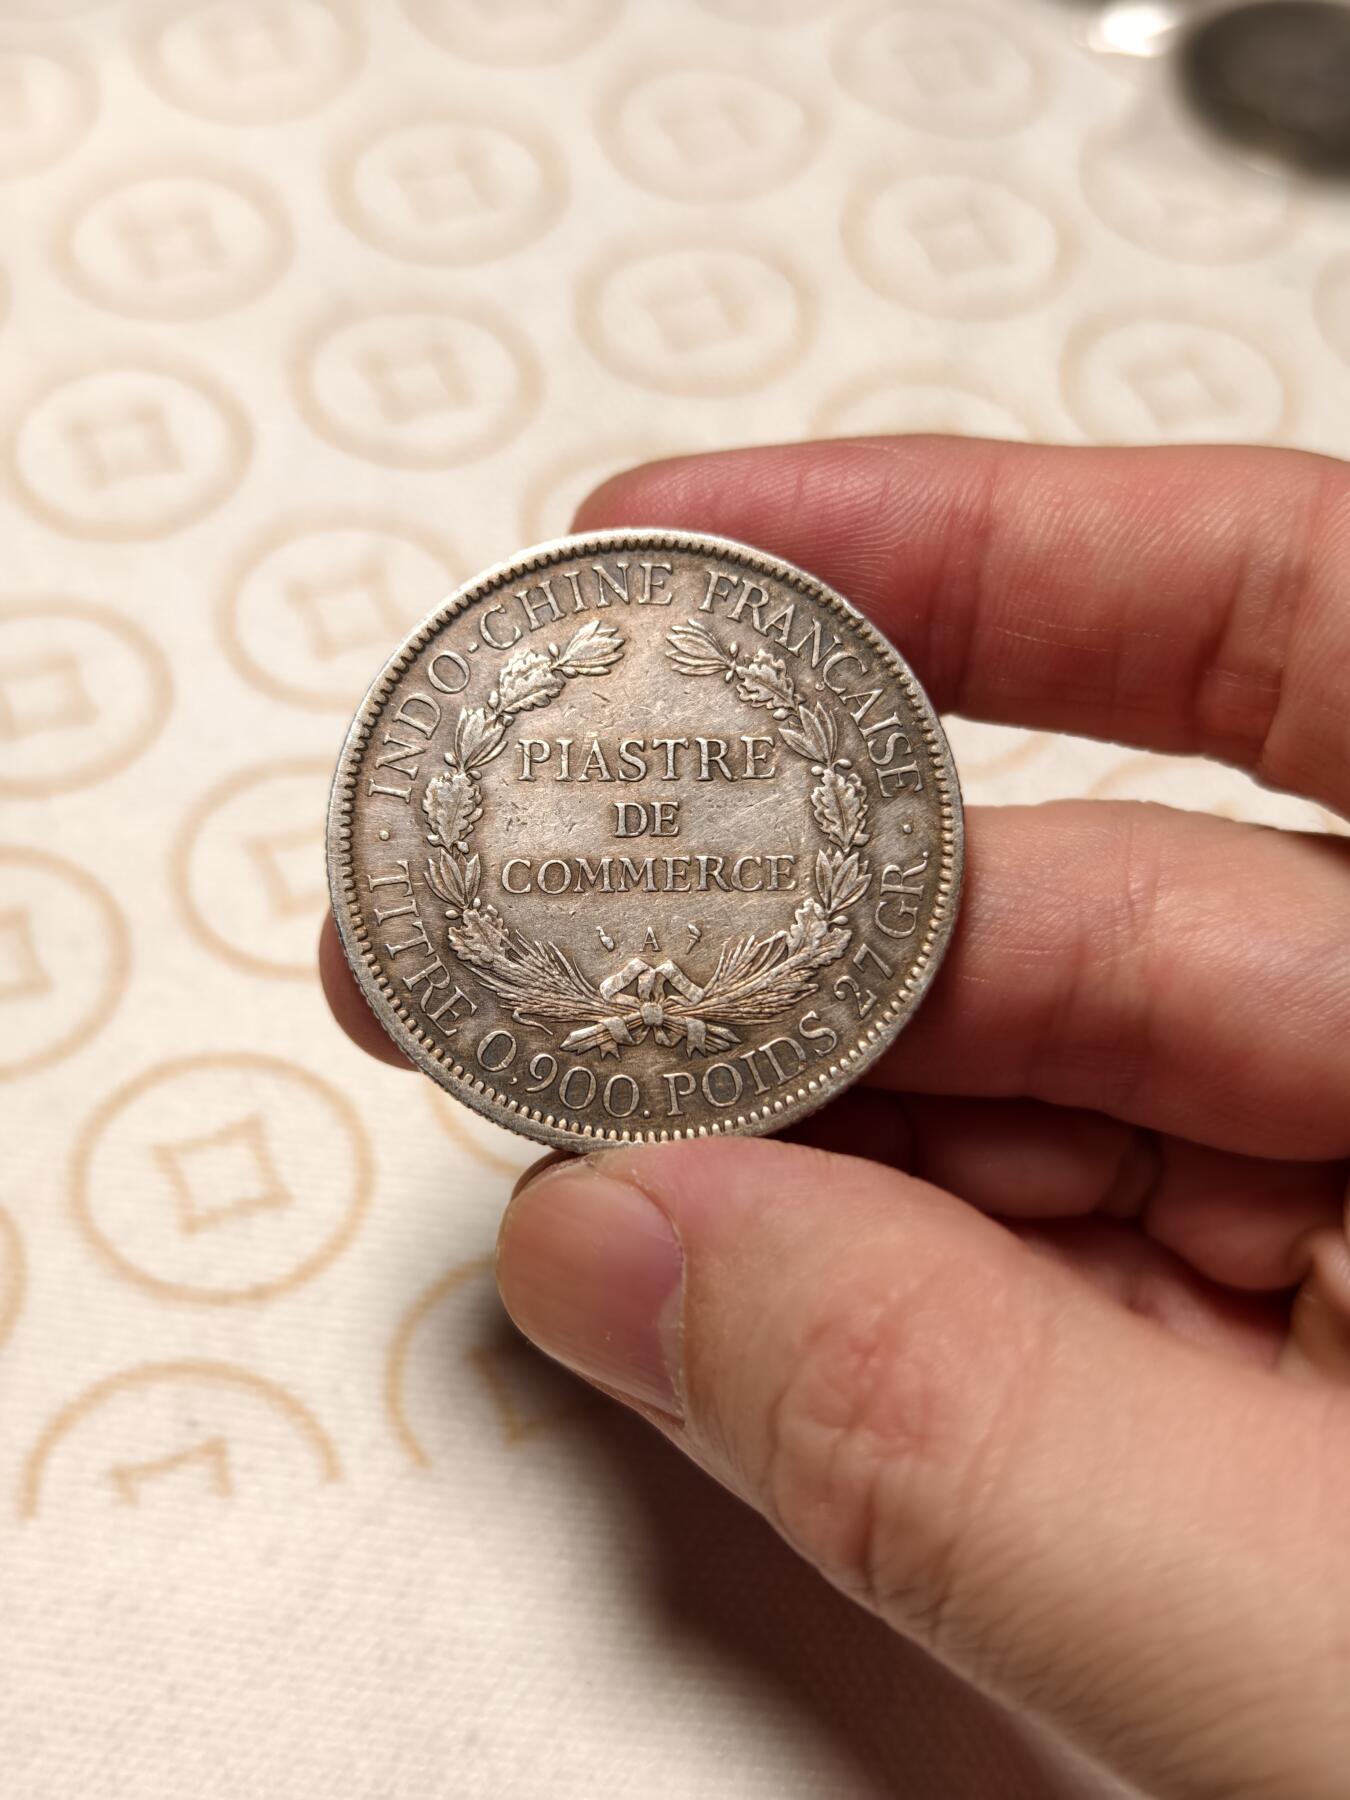 INDO-CHINE FRANÇAISE
PIASTRE
DE
COMMERCE
A
TITRE 0,900. POIDS 27 GR.